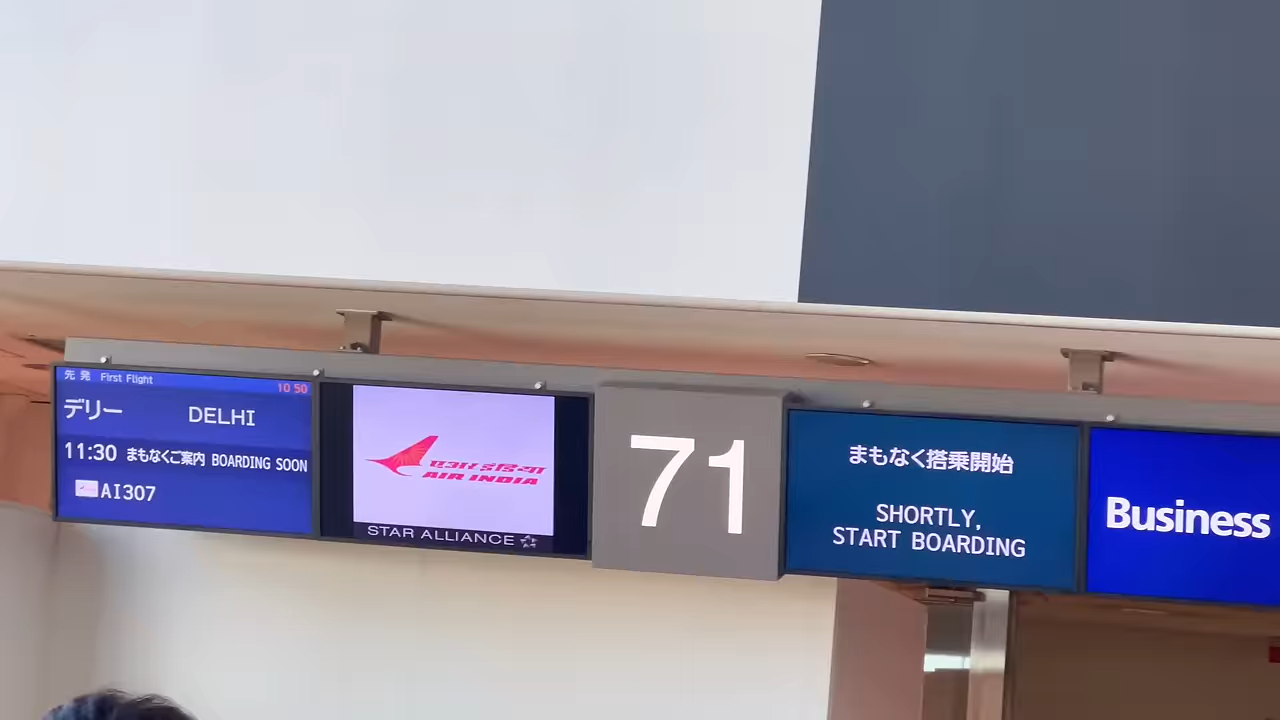 先発 First Flight 10 50
デリー DELHI
11:30 まもなくご案内 BOARDING SOON
AI307
एअर इंडिया
AIR INDIA
STAR ALLIANCE
71
まもなく搭乗開始
SHORTLY,
START BOARDING
Business